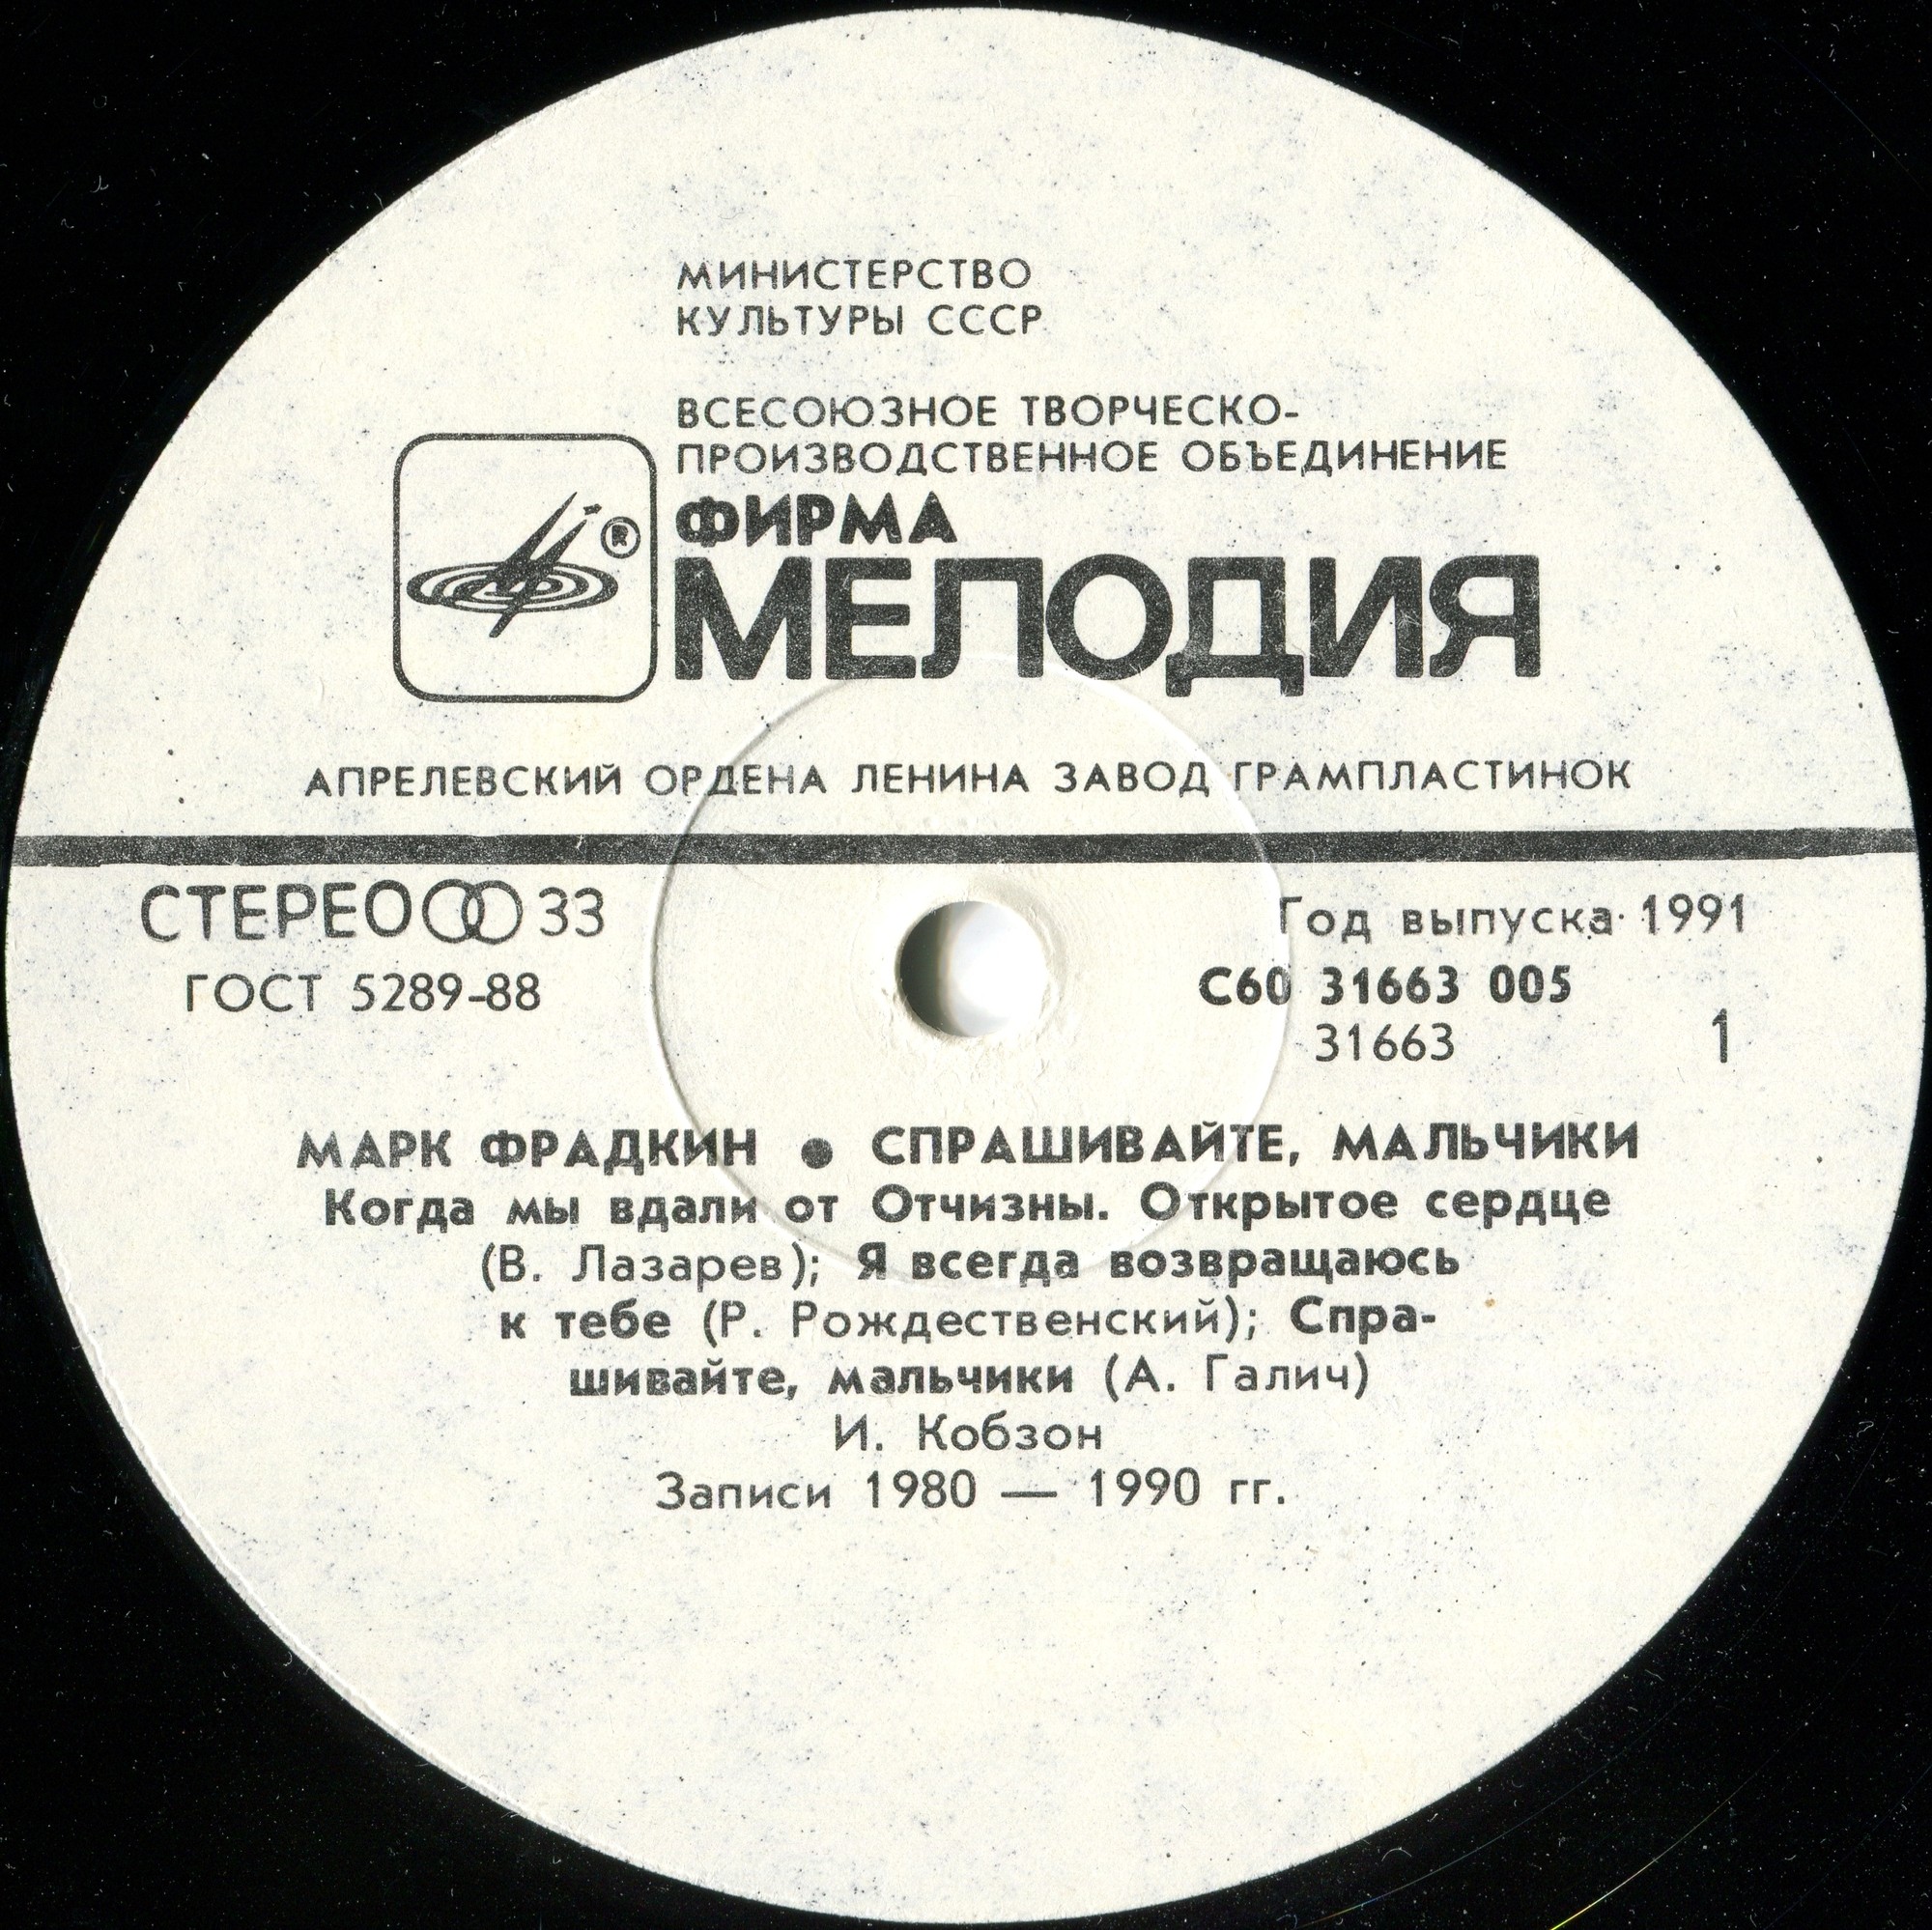 МИНИСТЕРСТВО
КУЛЬТУРЫ СССР
ВСЕСОЮЗНОЕ ТВОРЧЕСКО-
ПРОИЗВОДСТВЕННОЕ ОБЪЕДИНЕНИЕ
ФИРМА
®
МЕЛОДИЯ
АПРЕЛЕВСКИЙ ОРДЕНА ЛЕНИНА ЗАВОД ГРАМПЛАСТИНОК
СТЕРЕО 33
Год выпуска 1991
ГОСТ 5289-88
С60 31663 005
31663
1
МАРК ФРАДКИН ● СПРАШИВАЙТЕ, МАЛЬЧИКИ
Когда мы вдали от Отчизны. Открытое сердце
(В. Лазарев); Я всегда возвращаюсь
к тебе (Р. Рождественский); Спра-
шивайте, мальчики (А. Галич)
И. Кобзон
Записи 1980 — 1990 гг.